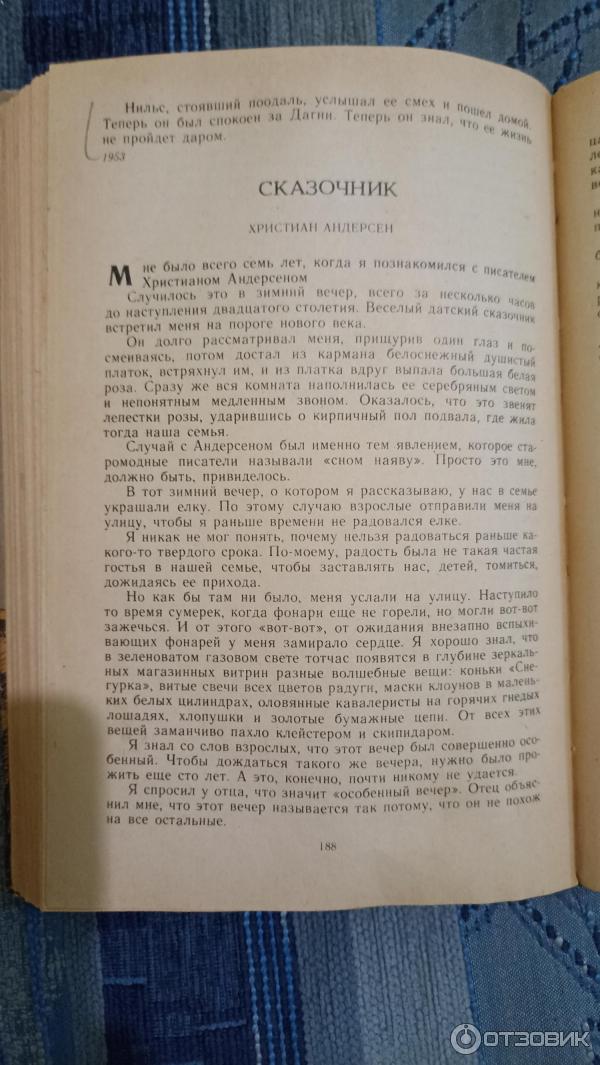 Нильс, стоявший поодаль, услышал ее смех и пошел домой.
Теперь он был спокоен за Дагни. Теперь он знал, что ее жизнь
не пройдет даром.
1953
СКАЗОЧНИК
ХРИСТИАН АНДЕРСЕН
Мне было всего семь лет, когда я познакомился с писателем
Христианом Андерсеном
Случилось это в зимний вечер, всего за несколько часов
до наступления двадцатого столетия. Веселый датский сказочник
встретил меня на пороге нового века.
Он долго рассматривал меня, прищурив один глаз и по-
смеиваясь, потом достал из кармана белоснежный душистый
платок, встряхнул им, и из платка вдруг выпала большая белая
роза. Сразу же вся комната наполнилась ее серебряным светом
и непонятным медленным звоном. Оказалось, что это звенят
лепестки розы, ударившись о кирпичный пол подвала, где жила
тогда наша семья.
Случай с Андерсеном был именно тем явлением, которое ста-
ромодные писатели называли «сном наяву». Просто это мне,
должно быть, привиделось.
В тот зимний вечер, о котором я рассказываю, у нас в семье
украшали елку. По этому случаю взрослые отправили меня на
улицу, чтобы я раньше времени не радовался елке.
Я никак не мог понять, почему нельзя радоваться раньше ка-
кого-то твердого срока. По-моему, радость была не такая частая
гостья в нашей семье, чтобы заставлять нас, детей, томиться,
дожидаясь ее прихода.
Но как бы там ни было, меня услали на улицу. Наступило
то время сумерек, когда фонари еще не горели, но могли вот-вот
зажечься. И от этого «вот-вот», от ожидания внезапно вспыхи-
вающих фонарей у меня замирало сердце. Я хорошо знал, что
в зеленоватом газовом свете тотчас появятся в глубине зеркаль-
ных магазинных витрин разные волшебные вещи: коньки «Сне-
гурка», витые свечи всех цветов радуги, маски клоунов в малень-
ких белых цилиндрах, оловянные кавалеристы на горячих гнедых
лошадях, хлопушки и золотые бумажные цепи. От всех этих
вещей заманчиво пахло клейстером и скипидаром.
Я знал со слов взрослых, что этот вечер был совершенно осо-
бенный. Чтобы дождаться такого же вечера, нужно было про-
жить еще сто лет. А это, конечно, почти никому не удается.
Я спросил у отца, что значит «особенный вечер». Отец объяс-
нил мне, что этот вечер называется так потому, что он не похож
на все остальные.
188
ОТЗОВИК